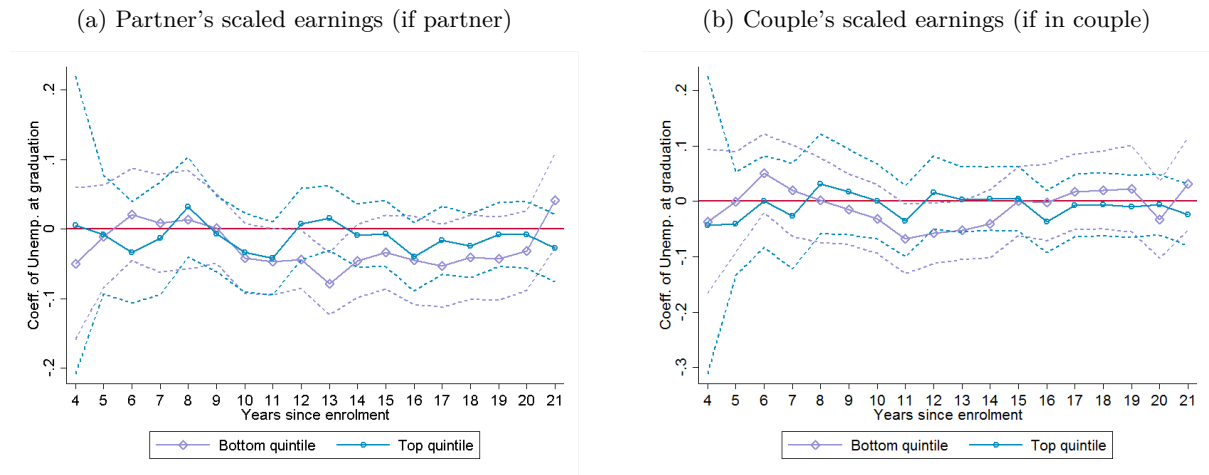 (a) Partner's scaled earnings (if partner)
Coeff. of Unemp. at graduation
.2
.1
0
-.1
-.2
4 5 6 7 8 9 10 11 12 13 14 15 16 17 18 19 20 21
Years since enrolment
Bottom quintile Top quintile
(b) Couple's scaled earnings (if in couple)
Coeff. of Unemp. at graduation
.2
.1
0
-.1
-.2
-.3
4 5 6 7 8 9 10 11 12 13 14 15 16 17 18 19 20 21
Years since enrolment
Bottom quintile Top quintile